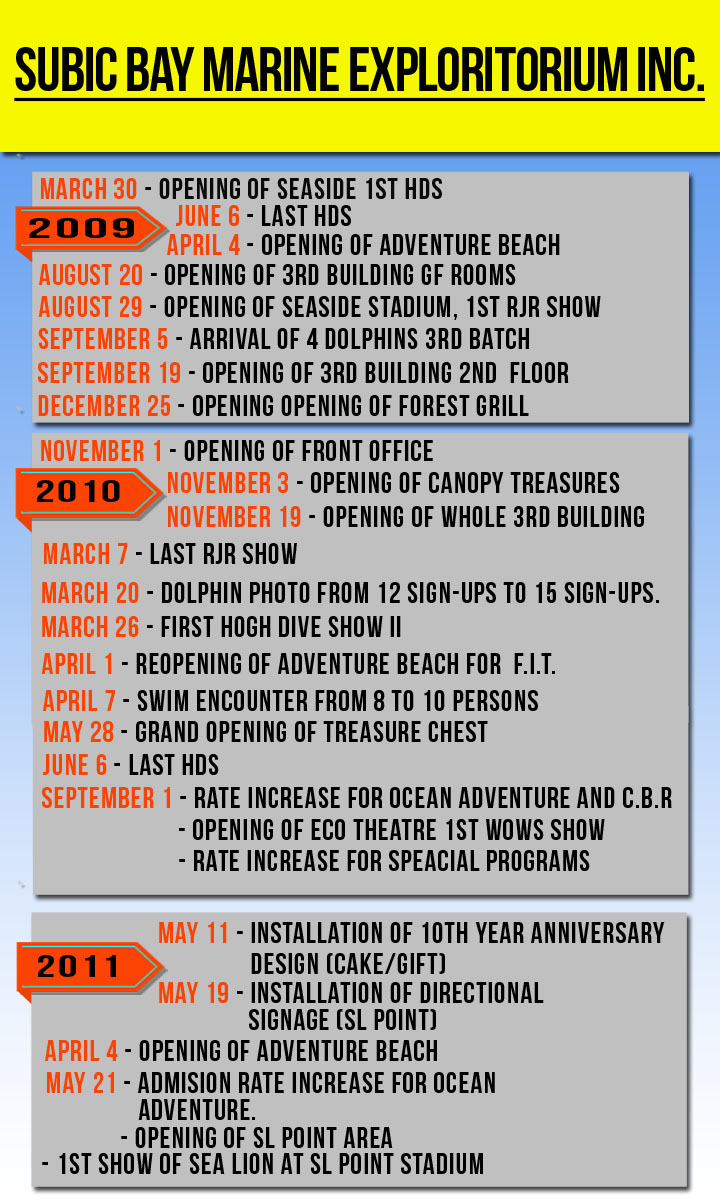 SUBIC BAY MARINE EXPLORITORIUM INC.
MARCH 30 - OPENING OF SEASIDE 1ST HDS
2009
JUNE 6 - LAST HDS
APRIL 4 - OPENING OF ADVENTURE BEACH
AUGUST 20 - OPENING OF 3RD BUILDING GF ROOMS
AUGUST 29 - OPENING OF SEASIDE STADIUM, 1ST RJR SHOW
SEPTEMBER 5 - ARRIVAL OF 4 DOLPHINS 3RD BATCH
SEPTEMBER 19 - OPENING OF 3RD BUILDING 2ND FLOOR
DECEMBER 25 - OPENING OPENING OF FOREST GRILL
NOVEMBER 1 - OPENING OF FRONT OFFICE
2010
NOVEMBER 3 - OPENING OF CANOPY TREASURES
NOVEMBER 19 - OPENING OF WHOLE 3RD BUILDING
MARCH 7 - LAST RJR SHOW
MARCH 20 - DOLPHIN PHOTO FROM 12 SIGN-UPS TO 15 SIGN-UPS.
MARCH 26 - FIRST HOGH DIVE SHOW II
APRIL 1 - REOPENING OF ADVENTURE BEACH FOR F.I.T.
APRIL 7 - SWIM ENCOUNTER FROM 8 TO 10 PERSONS
MAY 28 - GRAND OPENING OF TREASURE CHEST
JUNE 6 - LAST HDS
SEPTEMBER 1 - RATE INCREASE FOR OCEAN ADVENTURE AND C.B.R
- OPENING OF ECO THEATRE 1ST WOWS SHOW
- RATE INCREASE FOR SPEACIAL PROGRAMS
MAY 11 - INSTALLATION OF 10TH YEAR ANNIVERSARY
DESIGN (CAKE/GIFT)
2011
MAY 19 - INSTALLATION OF DIRECTIONAL
SIGNAGE (SL POINT)
APRIL 4 - OPENING OF ADVENTURE BEACH
MAY 21 - ADMISION RATE INCREASE FOR OCEAN
ADVENTURE.
- OPENING OF SL POINT AREA
- 1ST SHOW OF SEA LION AT SL POINT STADIUM